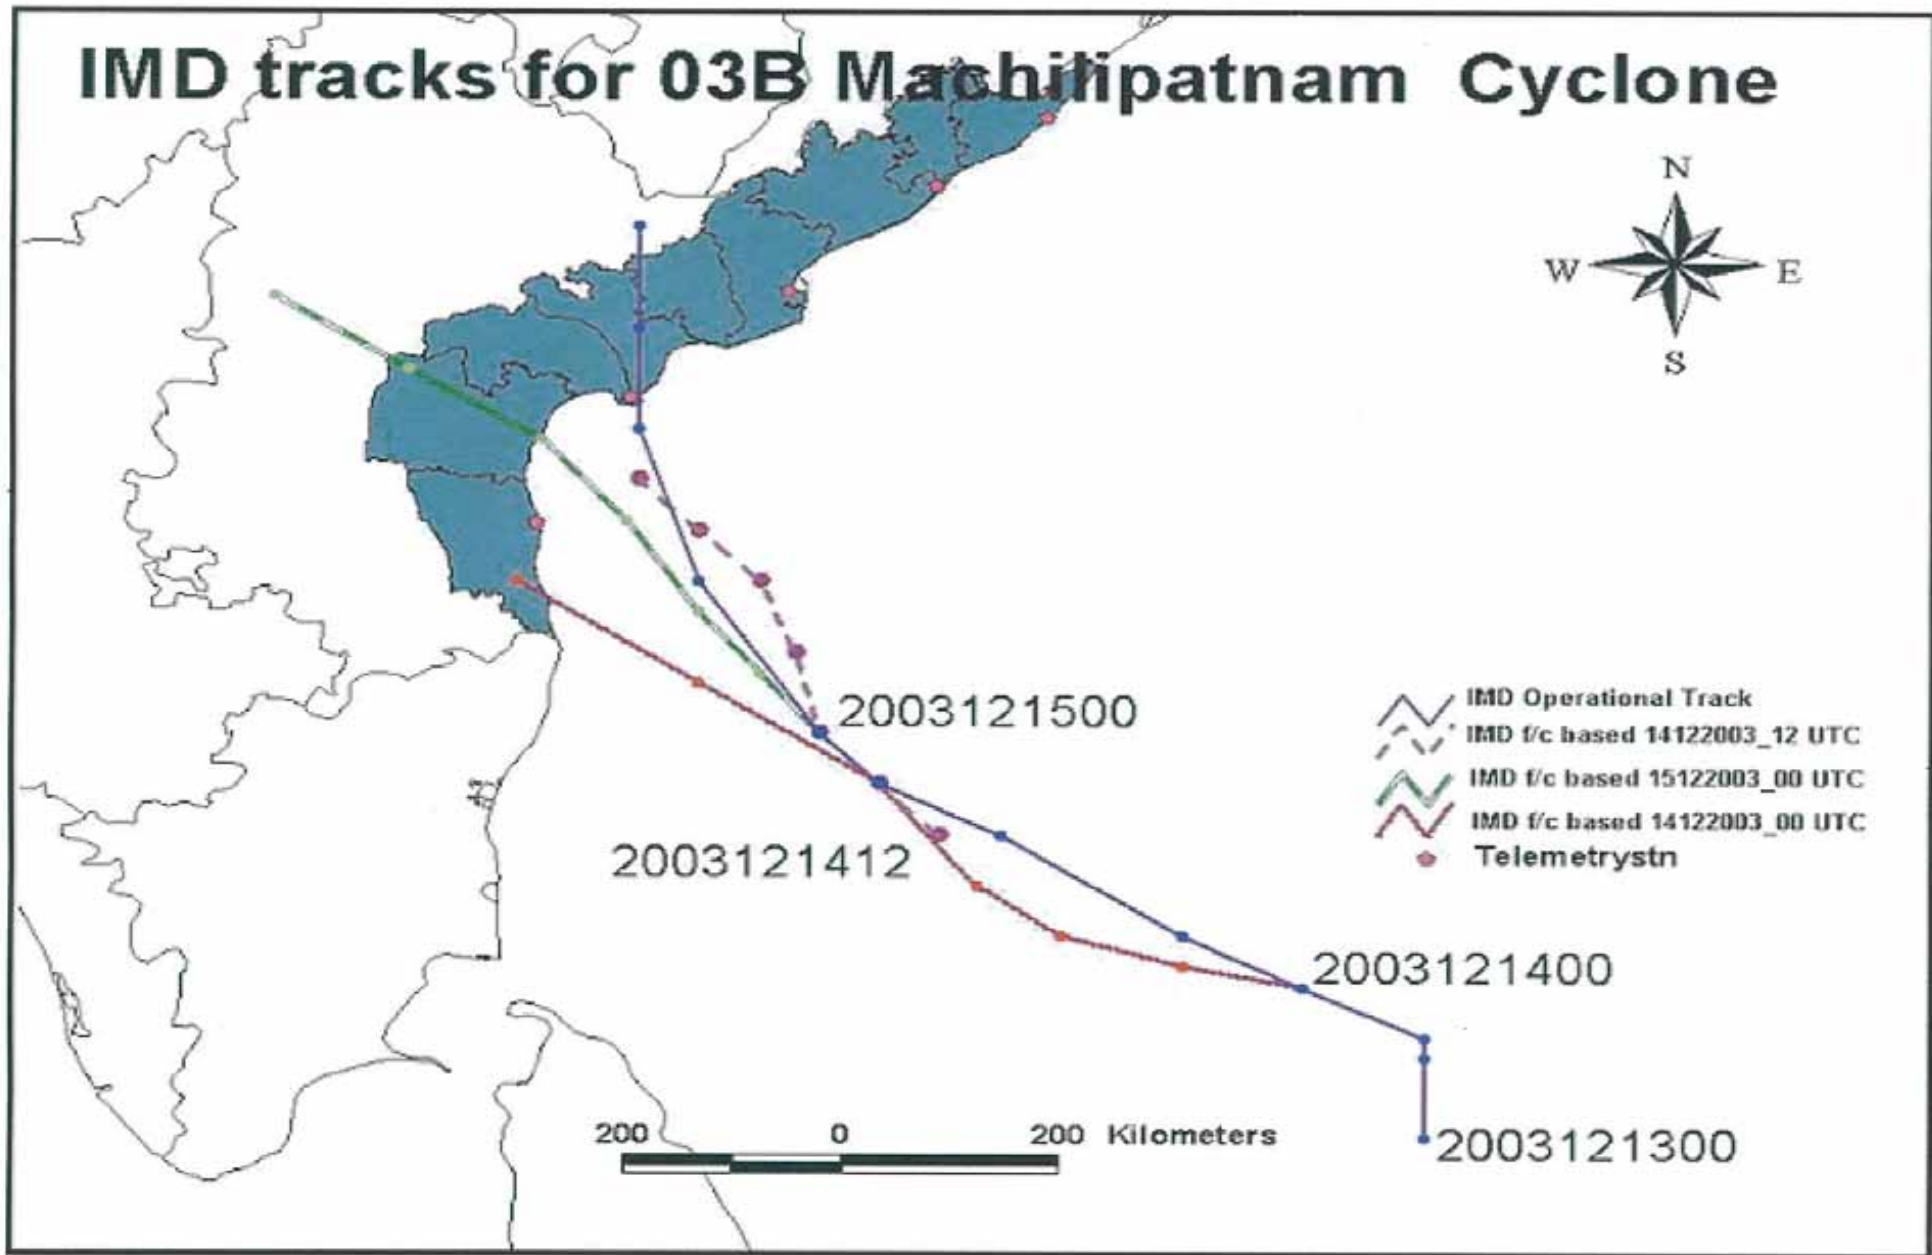 IMD tracks for 03B Machilipatnam Cyclone
N
W E
S
2003121500
IMD Operational Track
IMD f/c based 14122003_12 UTC
IMD f/c based 15122003_00 UTC
IMD f/c based 14122003_00 UTC
Telemetrystn
2003121412
2003121400
200 0 200 Kilometers
2003121300